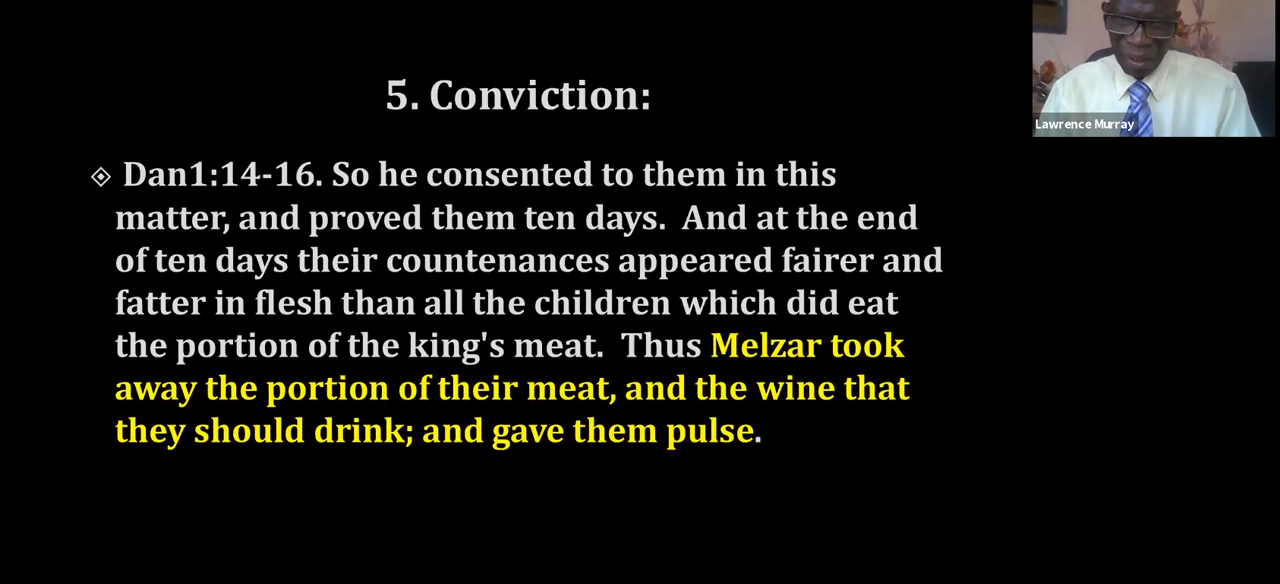 5. Conviction:
Dan1:14-16. So he consented to them in this
matter, and proved them ten days.  And at the end
of ten days their countenances appeared fairer and
fatter in flesh than all the children which did eat
the portion of the king's meat.  Thus Melzar took
away the portion of their meat, and the wine that
they should drink; and gave them pulse.
Lawrence Murray